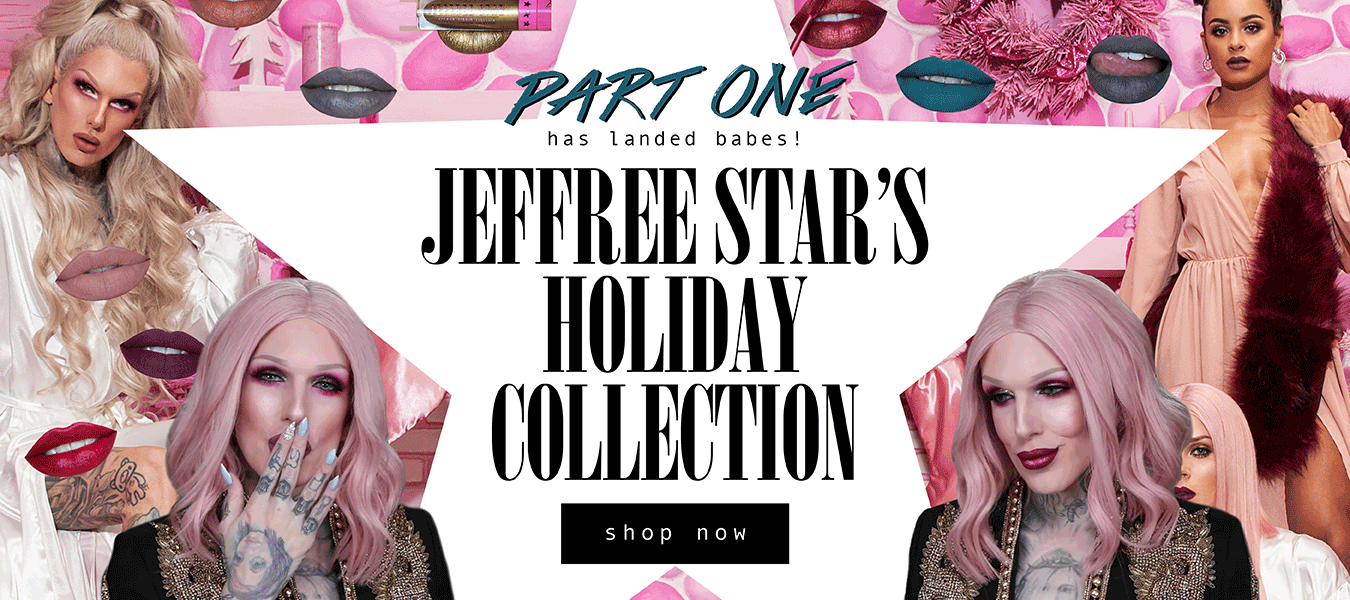 PART ONE
has landed babes!
JEFFREE STAR’S
HOLIDAY
COLLECTION
shop now